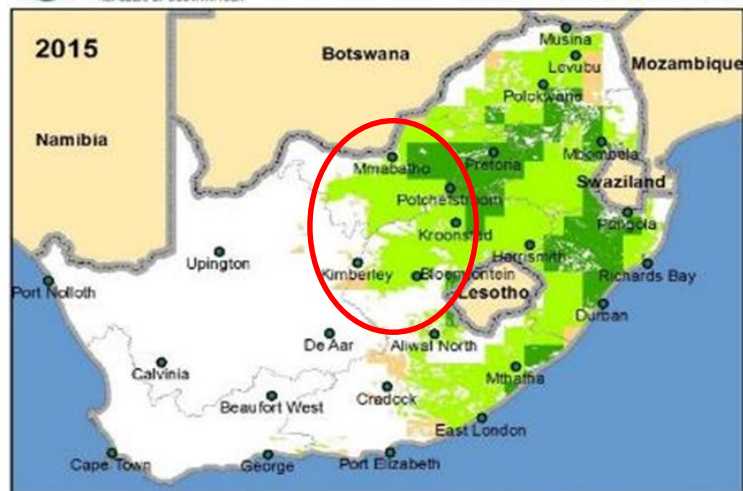 2015
Botswana
Musina
Levubu
Mozambique
Polokwane
Namibia
Mmabatho
Pretoria
Mbombela
Potchefstroom
Swaziland
Kroonsted
Pongola
Upington
Kimberley
Bloemfontein
Harrismith
Richards Bay
Port Nolloth
Lesotho
Durban
De Aar
Aliwal North
Calvinia
Mthatha
Beaufort West
Cradock
East London
Cape Town
George
Port Elizabeth